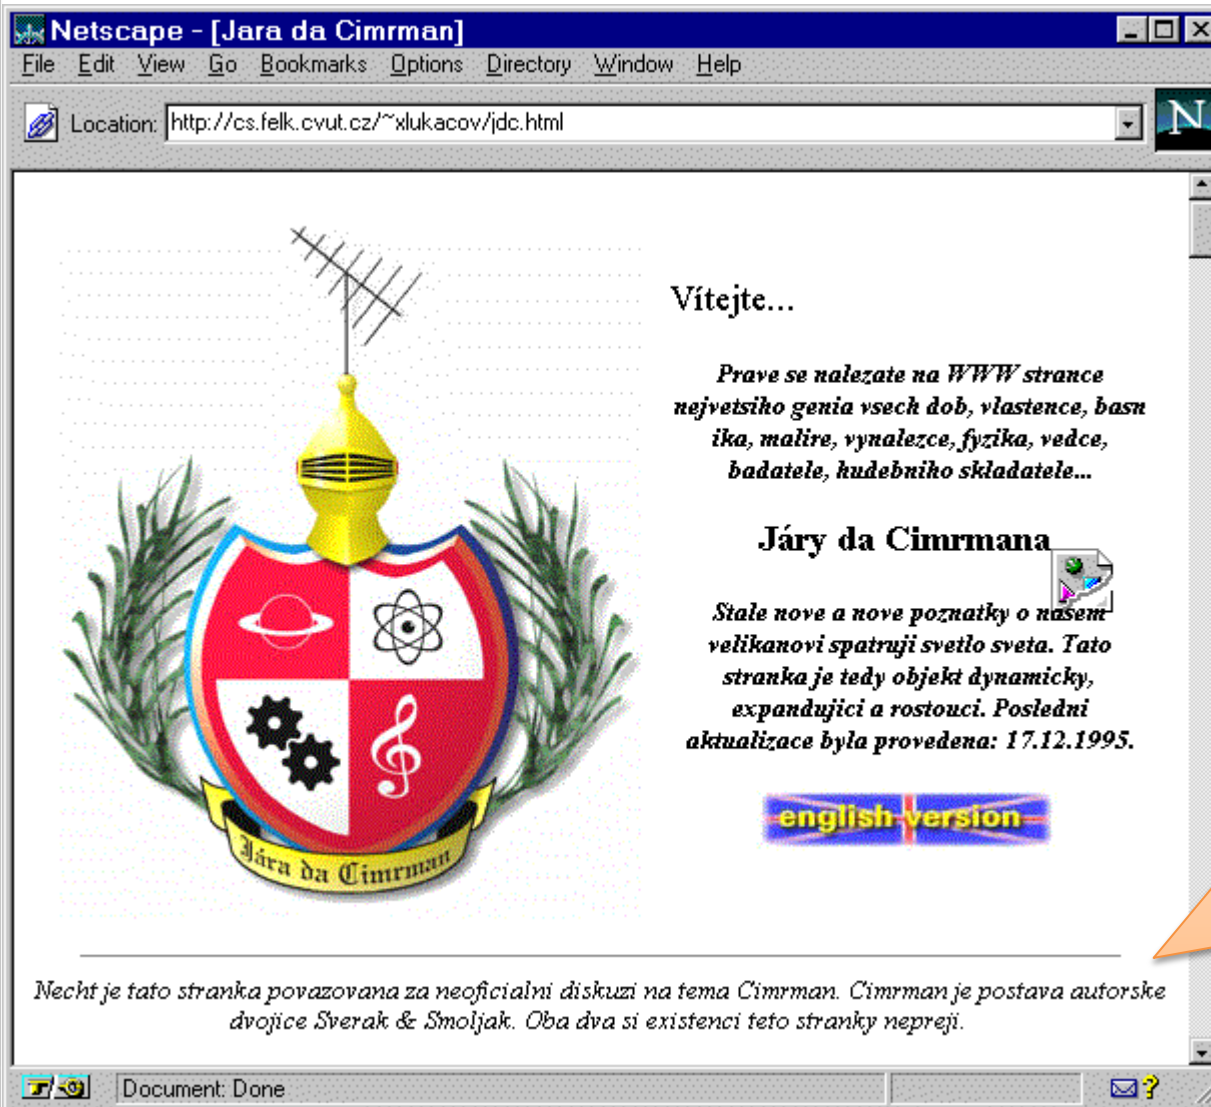 Netscape - [Jara da Cimrman]
File Edit View Go Bookmarks Options Directory Window Help
Location: http://cs.felk.cvut.cz/~xlukacov/jdc.html
N
Vítejte...
Prave se nalezate na WWW strance
nejvetsiho genia vsech dob, vlastence, basn
ika, malire, vynalezce, fyzika, vedce,
badatele, hudebniho skladatele...
Járy da Cimrmana
Stale nove a nove poznatky o nasem
velikanovi spatruji svetlo sveta. Tato
stranka je tedy objekt dynamicky,
expandujici a rostouci. Posledni
aktualizace byla provedena: 17.12.1995.
english version
Jára da Cimrman
Necht je tato stranka povazovana za neoficialni diskuzi na tema Cimrman. Cimrman je postava autorske
dvojice Sverak & Smoljak. Oba dva si existenci teto stranky nepreji.
Document: Done
?